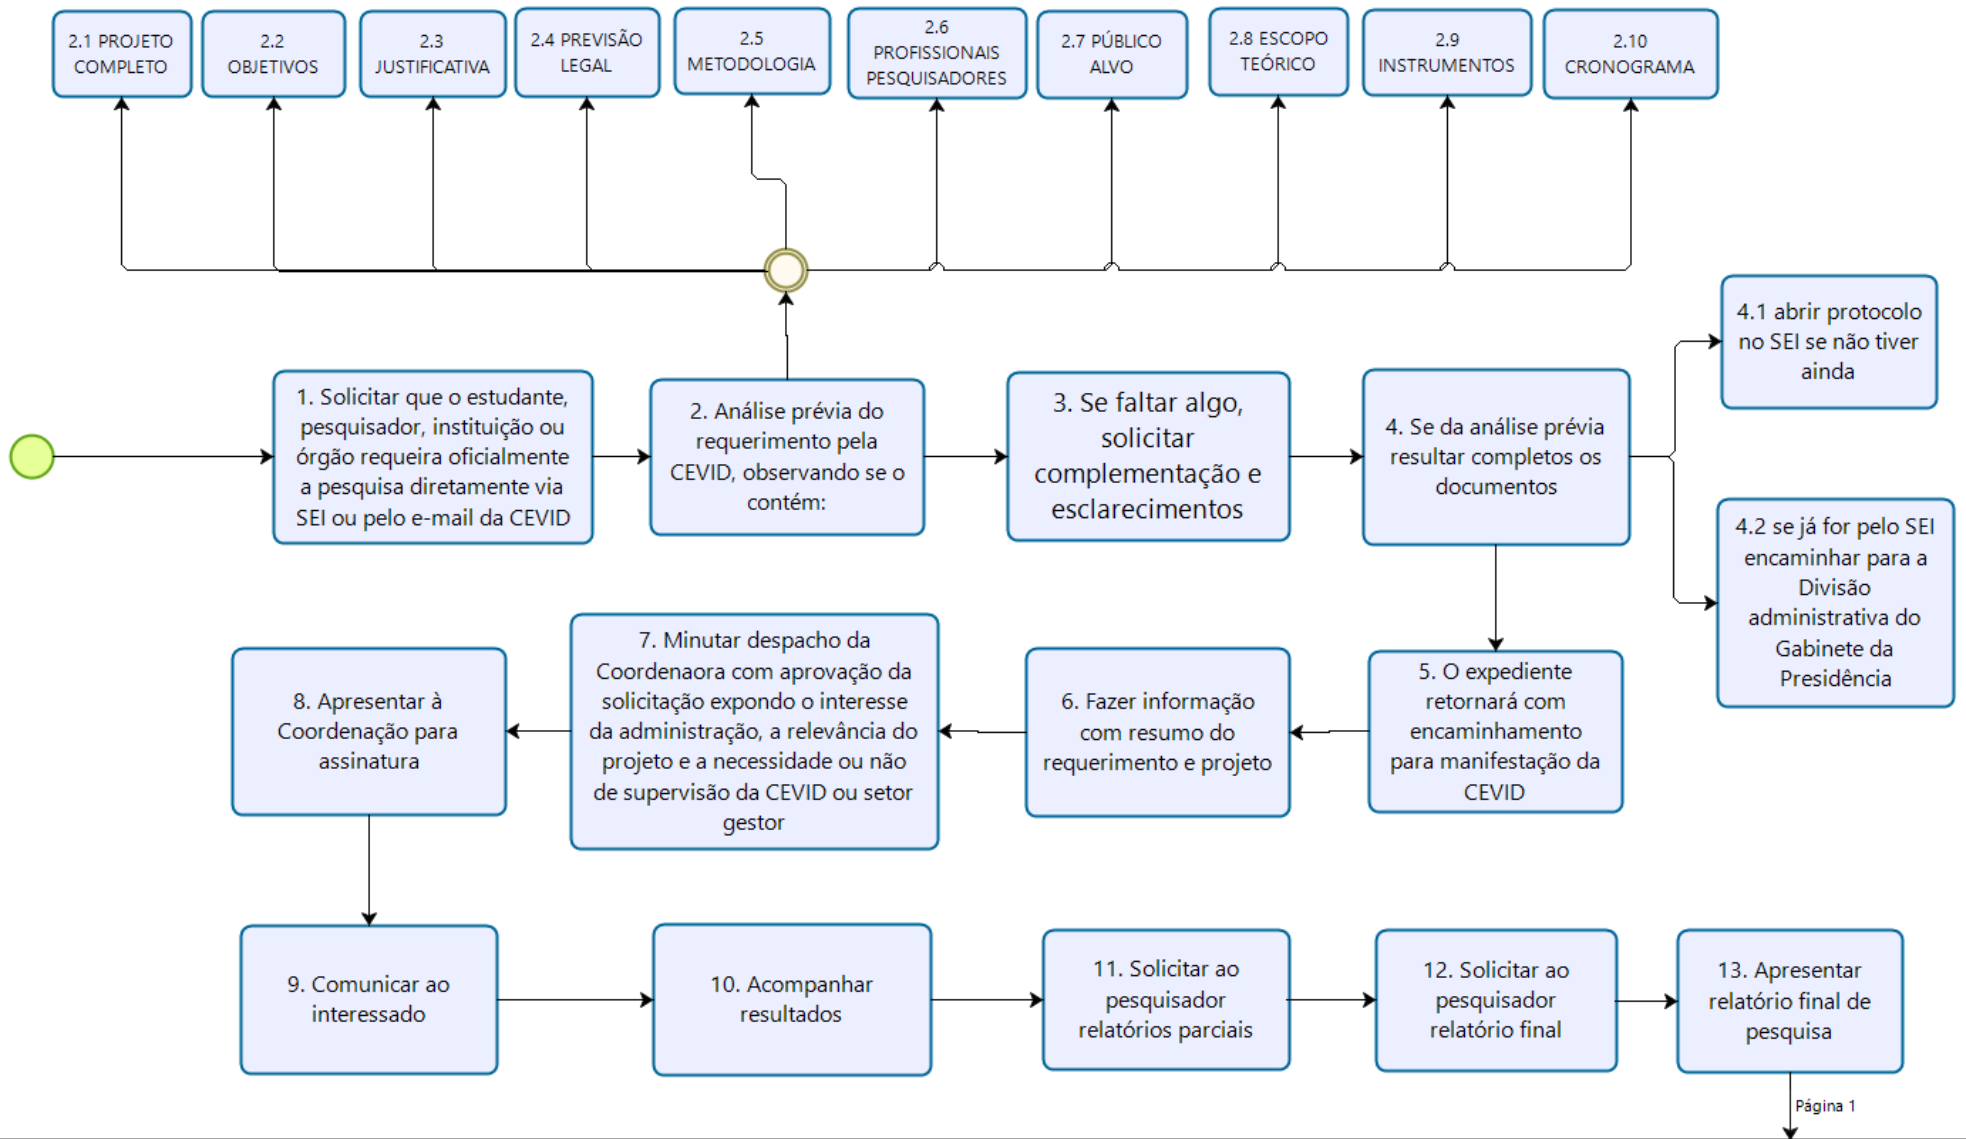 2.1 PROJETO
COMPLETO
2.2
OBJETIVOS
2.3
JUSTIFICATIVA
2.4 PREVISÃO
LEGAL
2.5
METODOLOGIA
2.6
PROFISSIONAIS
PESQUISADORES
2.7 PÚBLICO
ALVO
2.8 ESCOPO
TEÓRICO
2.9
INSTRUMENTOS
2.10
CRONOGRAMA
1. Solicitar que o estudante,
pesquisador, instituição ou
órgão requeira oficialmente
a pesquisa diretamente via
SEI ou pelo e-mail da CEVID
2. Análise prévia do
requerimento pela
CEVID, observando se o
contém:
3. Se faltar algo,
solicitar
complementação e
esclarecimentos
4. Se da análise prévia
resultar completos os
documentos
4.1 abrir protocolo
no SEI se não tiver
ainda
4.2 se já for pelo SEI
encaminhar para a
Divisão
administrativa do
Gabinete da
Presidência
5. O expediente
retornará com
encaminhamento
para manifestação da
CEVID
6. Fazer informação
com resumo do
requerimento e projeto
7. Minutar despacho da
Coordenaora com aprovação da
solicitação expondo o interesse
da administração, a relevância do
projeto e a necessidade ou não
de supervisão da CEVID ou setor
gestor
8. Apresentar à
Coordenação para
assinatura
9. Comunicar ao
interessado
10. Acompanhar
resultados
11. Solicitar ao
pesquisador
relatórios parciais
12. Solicitar ao
pesquisador
relatório final
13. Apresentar
relatório final de
pesquisa
Página 1